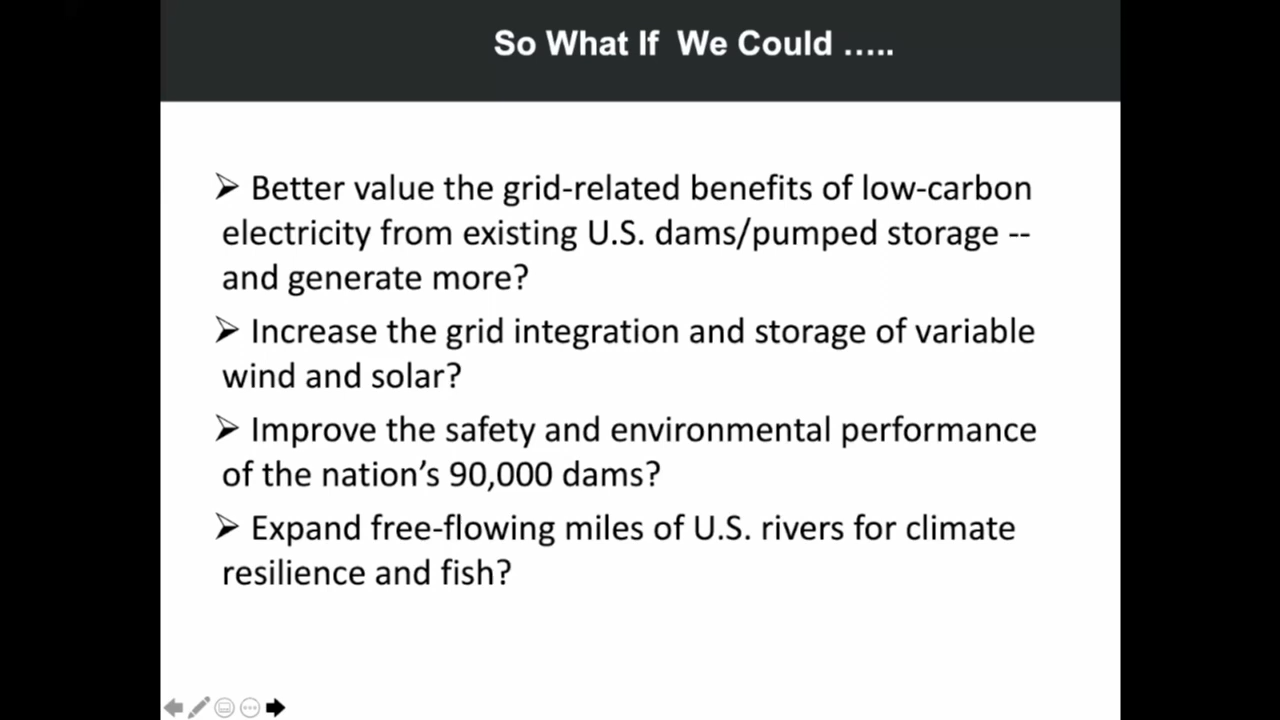 So What If  We Could …..
➢ Better value the grid-related benefits of low-carbon
electricity from existing U.S. dams/pumped storage --
and generate more?
➢ Increase the grid integration and storage of variable
wind and solar?
➢ Improve the safety and environmental performance
of the nation’s 90,000 dams?
➢ Expand free-flowing miles of U.S. rivers for climate
resilience and fish?